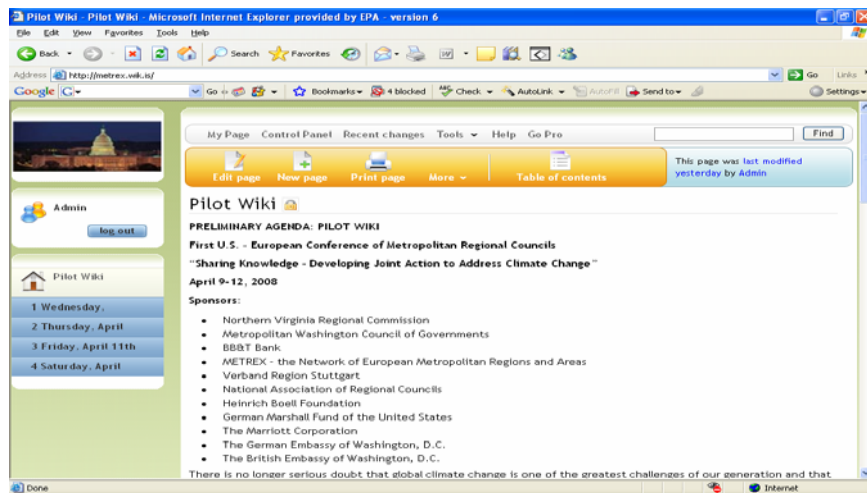 Pilot Wiki - Pilot Wiki - Microsoft Internet Explorer provided by EPA - version 6
File Edit View Favorites Tools Help
Back Search Favorites
Address http://metrex.wik.is/ Go Links
Google G Go Bookmarks 4 blocked Check AutoLink AutoFill Send to Settings
My Page Control Panel Recent changes Tools Help Go Pro Find
Edit page New page Print page More Table of contents
This page was last modified
yesterday by Admin
Admin
log out
Pilot Wiki
1 Wednesday,
2 Thursday, April
3 Friday, April 11th
4 Saturday, April
Pilot Wiki
PRELIMINARY AGENDA: PILOT WIKI
First U.S. - European Conference of Metropolitan Regional Councils
"Sharing Knowledge - Developing Joint Action to Address Climate Change"
April 9-12, 2008
Sponsors:
• Northern Virginia Regional Commission
• Metropolitan Washington Council of Governments
• BB&T Bank
• METREX - the Network of European Metropolitan Regions and Areas
• Verband Region Stuttgart
• National Association of Regional Councils
• Heinrich Boell Foundation
• German Marshall Fund of the United States
• The Marriott Corporation
• The German Embassy of Washington, D.C.
• The British Embassy of Washington, D.C.
There is no longer serious doubt that global climate change is one of the greatest challenges of our generation and that
Done Internet